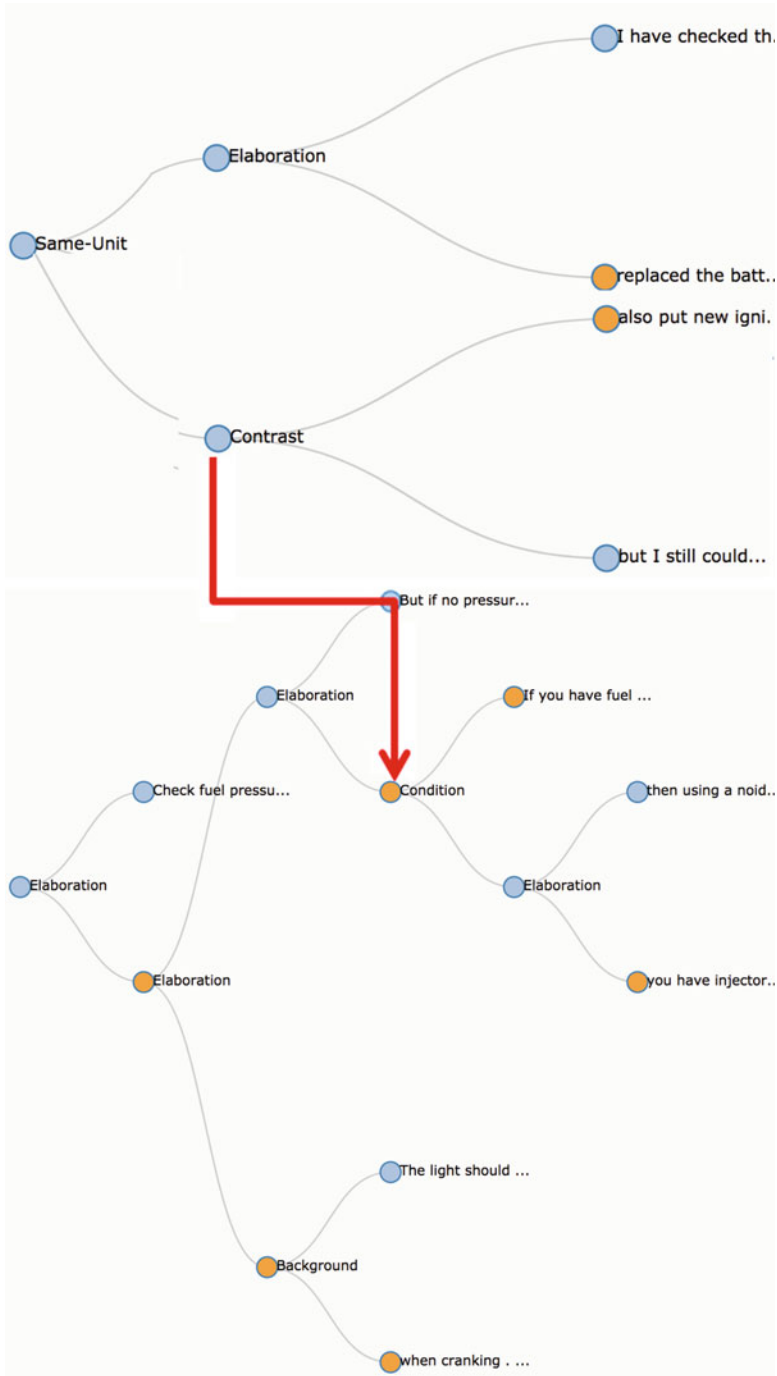 I have checked th.
Elaboration
Same-Unit
replaced the batt..
also put new igni.
Contrast
but I still could...
But if no pressur...
Elaboration
If you have fuel ...
Check fuel pressu...
Condition
then using a noid..
Elaboration
Elaboration
Elaboration
you have injector..
The light should ...
Background
when cranking . ...